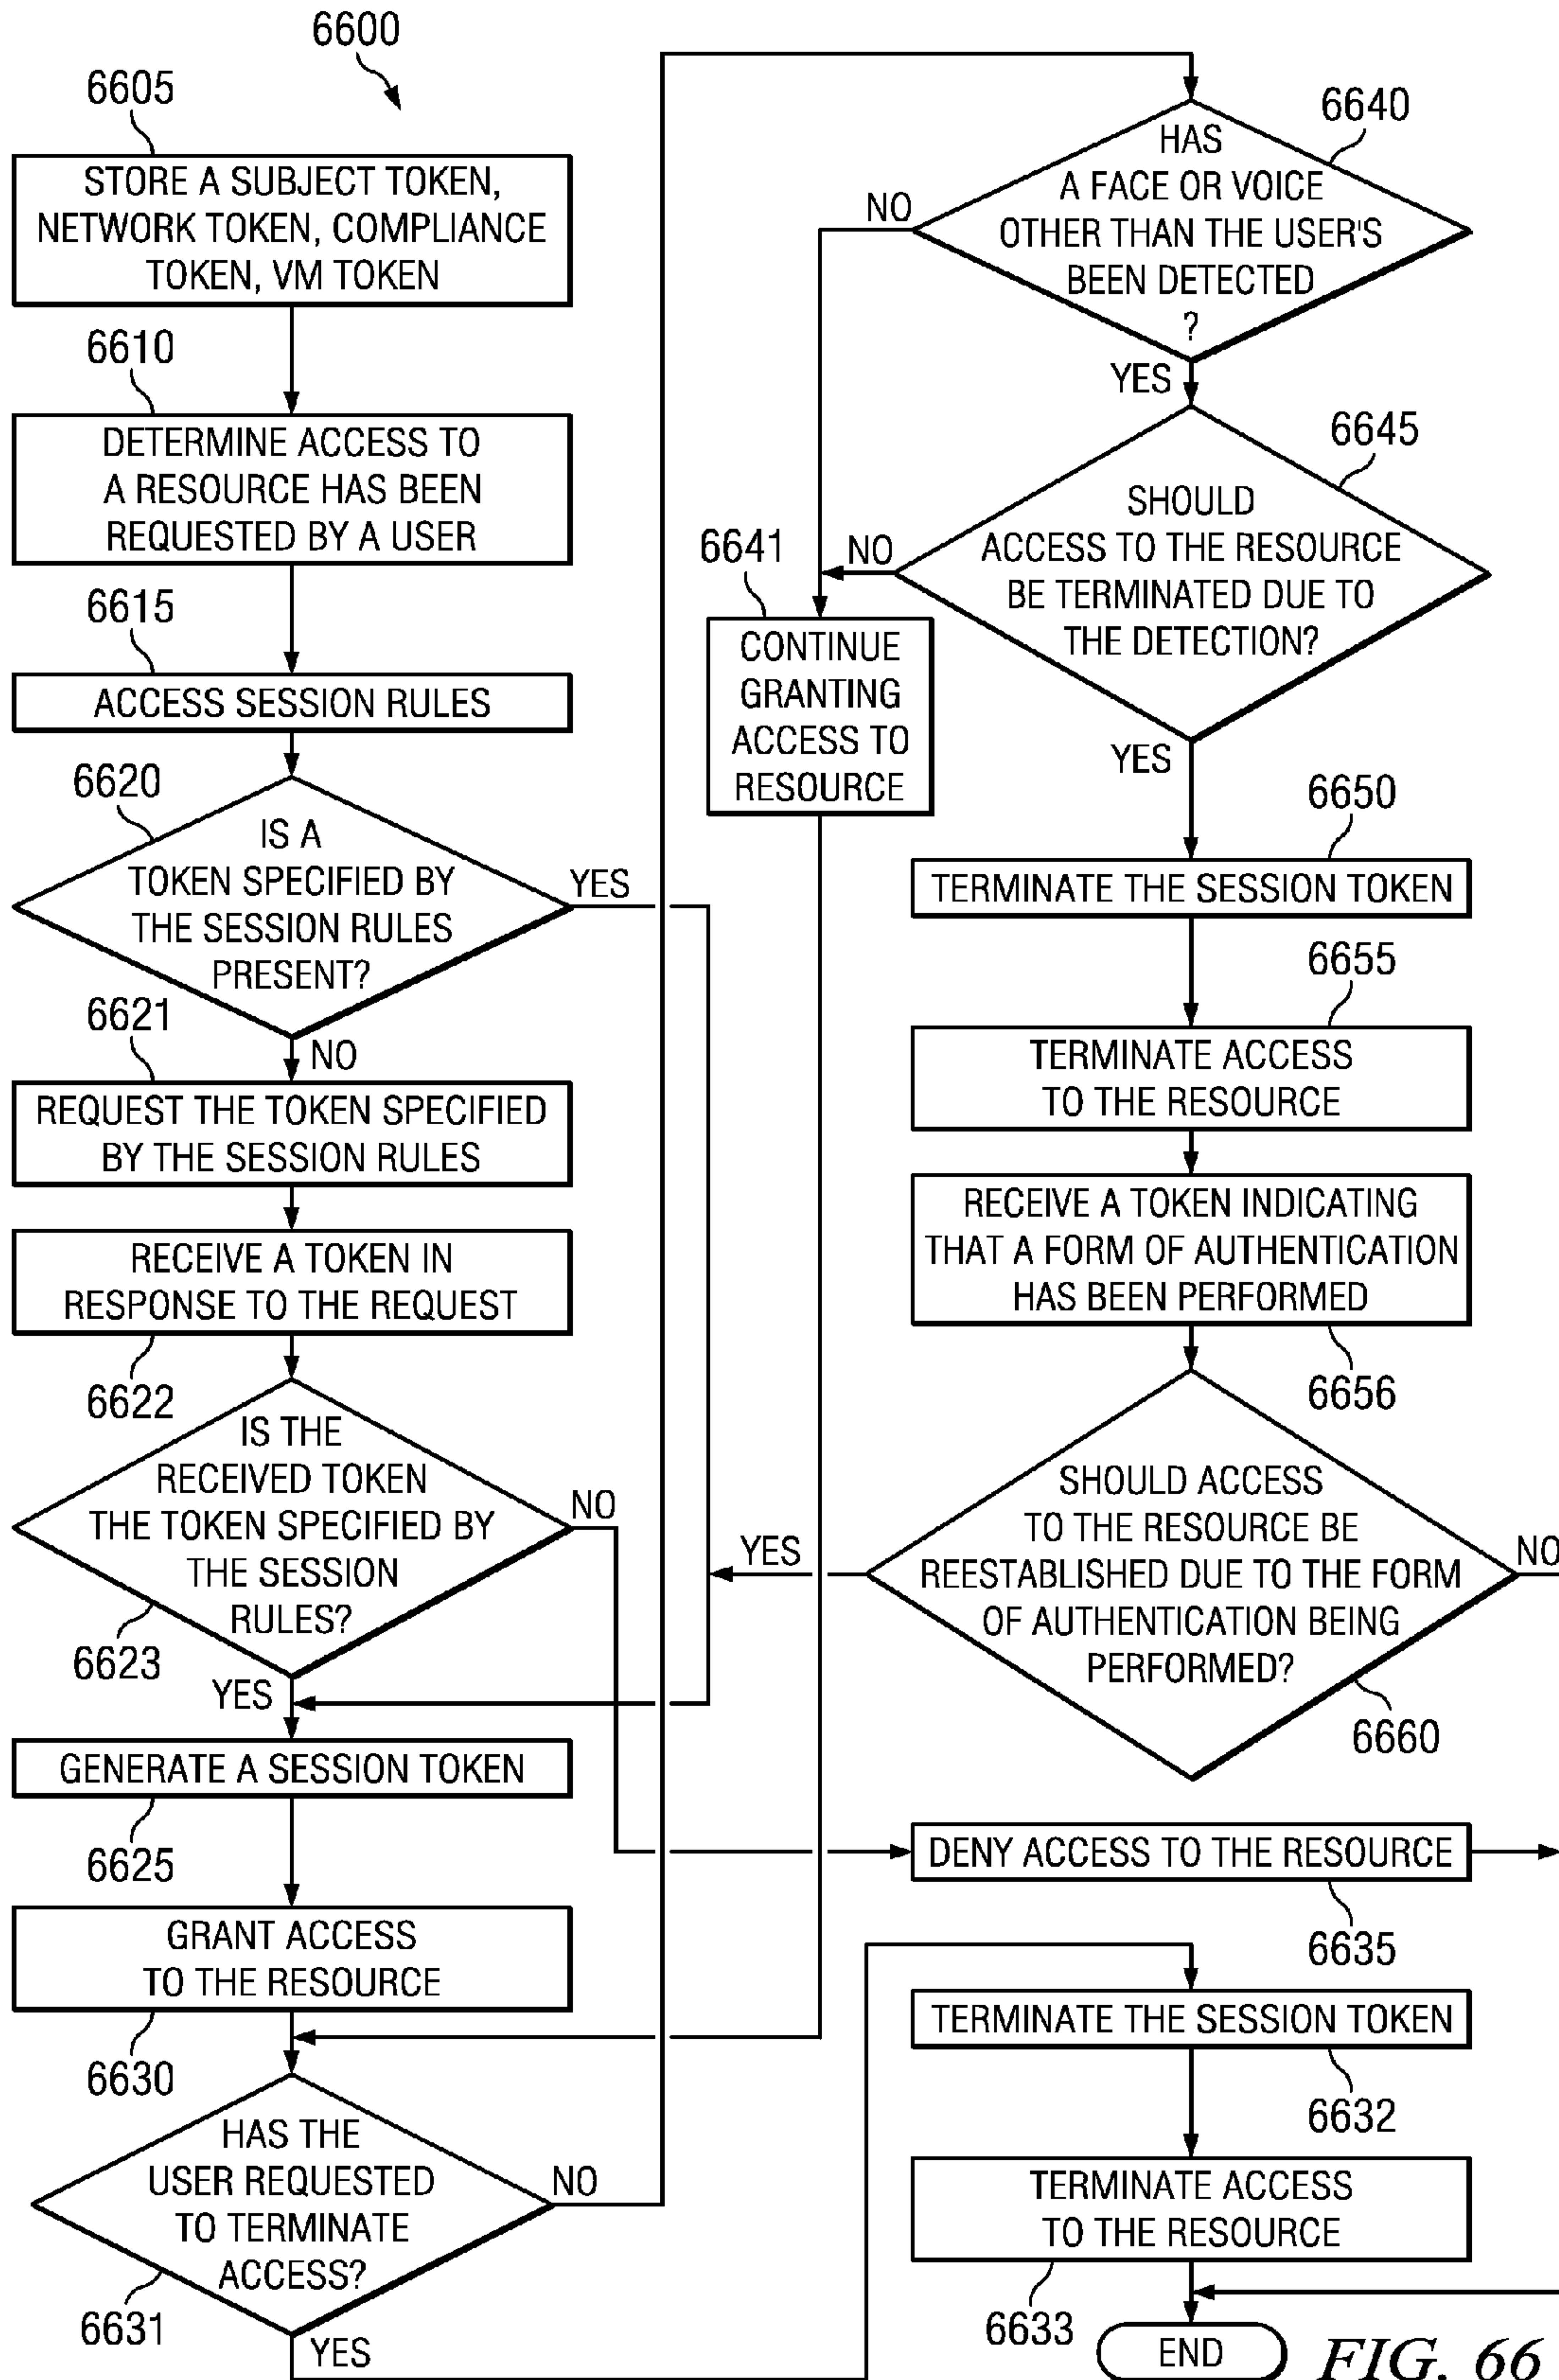 6600
6605
STORE A SUBJECT TOKEN,
NETWORK TOKEN, COMPLIANCE
TOKEN, VM TOKEN
6610
DETERMINE ACCESS TO
A RESOURCE HAS BEEN
REQUESTED BY A USER
6615
ACCESS SESSION RULES
6620
IS A
TOKEN SPECIFIED BY
THE SESSION RULES
PRESENT?
YES
NO
6621
REQUEST THE TOKEN SPECIFIED
BY THE SESSION RULES
RECEIVE A TOKEN IN
RESPONSE TO THE REQUEST
6622
IS THE
RECEIVED TOKEN
THE TOKEN SPECIFIED BY
THE SESSION
RULES?
NO
6623
YES
GENERATE A SESSION TOKEN
6625
GRANT ACCESS
TO THE RESOURCE
6630
HAS THE
USER REQUESTED
TO TERMINATE
ACCESS?
NO
6631
YES
6640
HAS
A FACE OR VOICE
OTHER THAN THE USER'S
BEEN DETECTED
?
NO
YES
6645
SHOULD
ACCESS TO THE RESOURCE
BE TERMINATED DUE TO
THE DETECTION?
NO
6641
CONTINUE
GRANTING
ACCESS TO
RESOURCE
YES
6650
TERMINATE THE SESSION TOKEN
6655
TERMINATE ACCESS
TO THE RESOURCE
RECEIVE A TOKEN INDICATING
THAT A FORM OF AUTHENTICATION
HAS BEEN PERFORMED
6656
SHOULD ACCESS
TO THE RESOURCE BE
REESTABLISHED DUE TO THE FORM
OF AUTHENTICATION BEING
PERFORMED?
YES
NO
6660
DENY ACCESS TO THE RESOURCE
6635
TERMINATE THE SESSION TOKEN
6632
TERMINATE ACCESS
TO THE RESOURCE
6633
END
FIG. 66